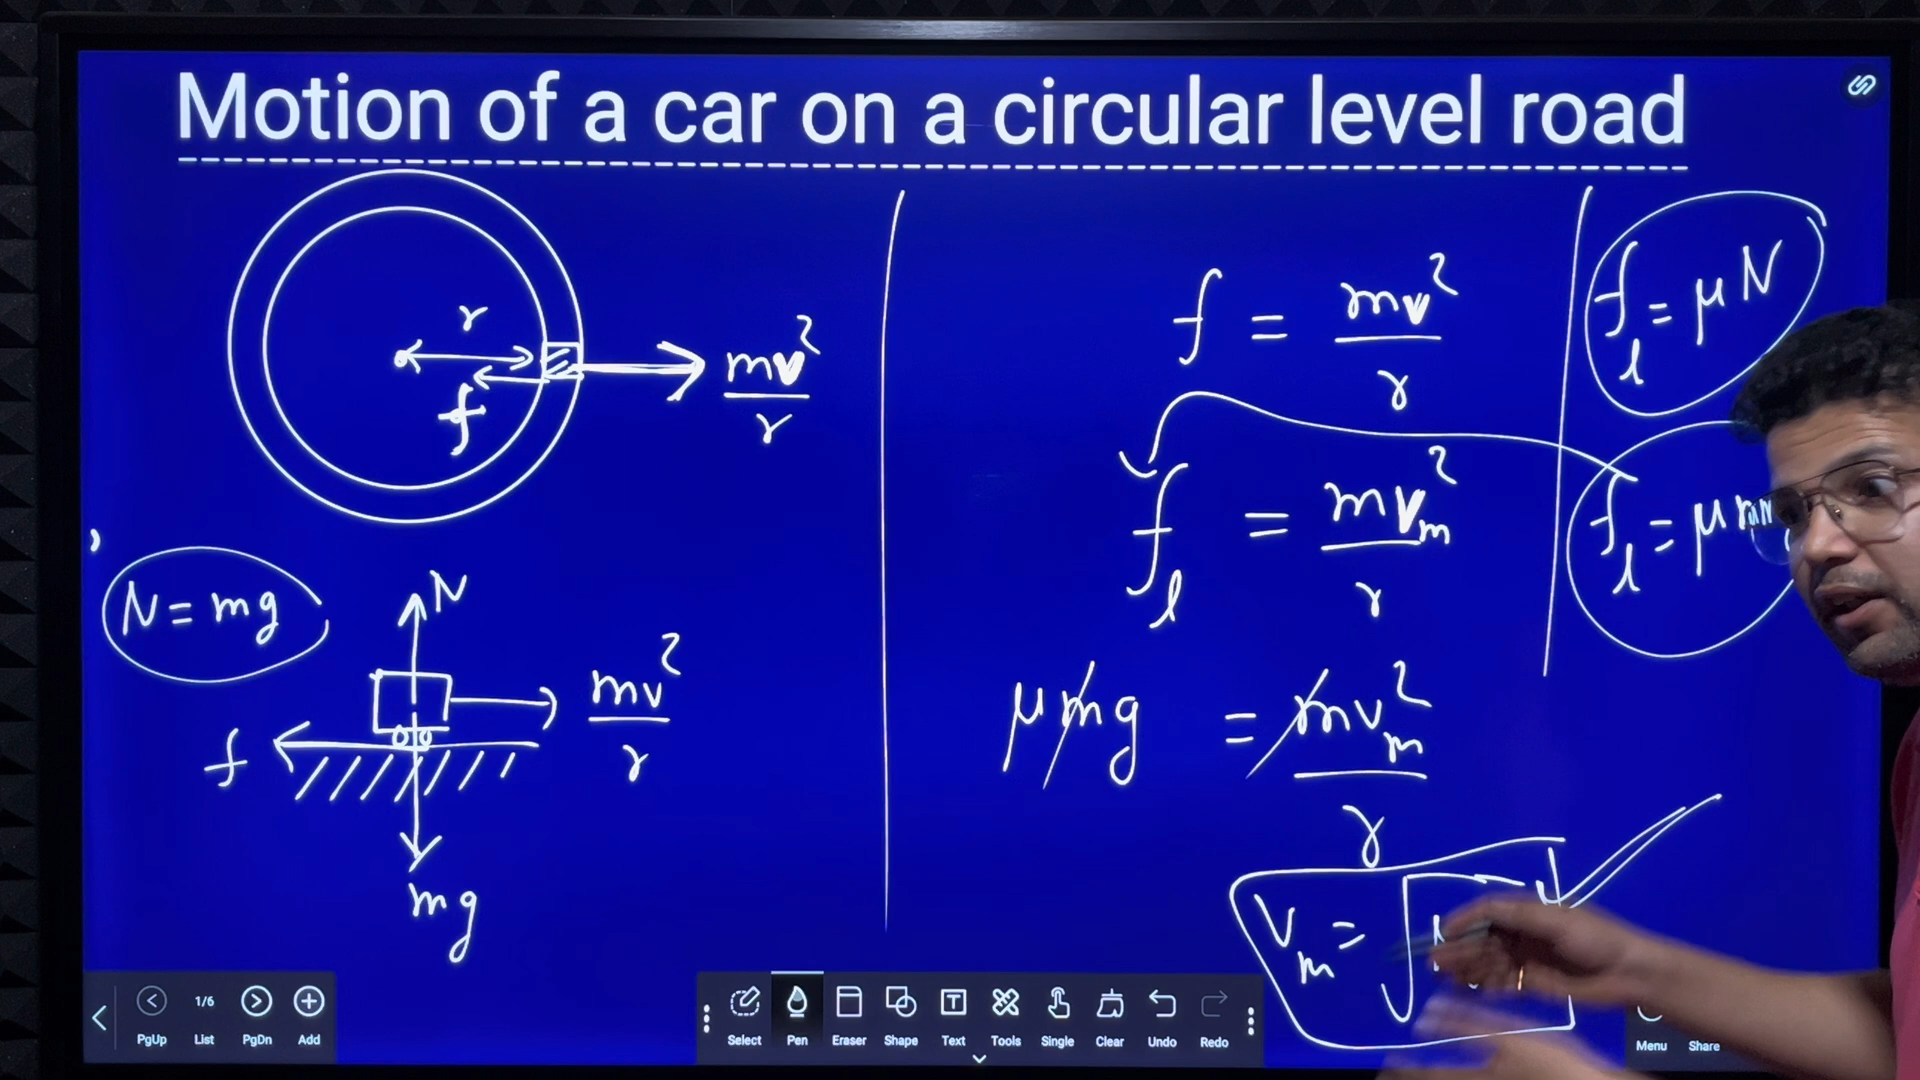 Motion of a car on a circular level road
r
f
mv²
r
N = mg
N
mv²
r
f
mg
f = mv²
r
f_l = mv_m²
r
μmg = mv_m²
r
v_m = √
f_l = μN
f_l = μ
PgUp
1/6
List
PgDn
Add
Select
Pen
Eraser
Shape
Text
Tools
Single
Clear
Undo
Redo
Menu
Share